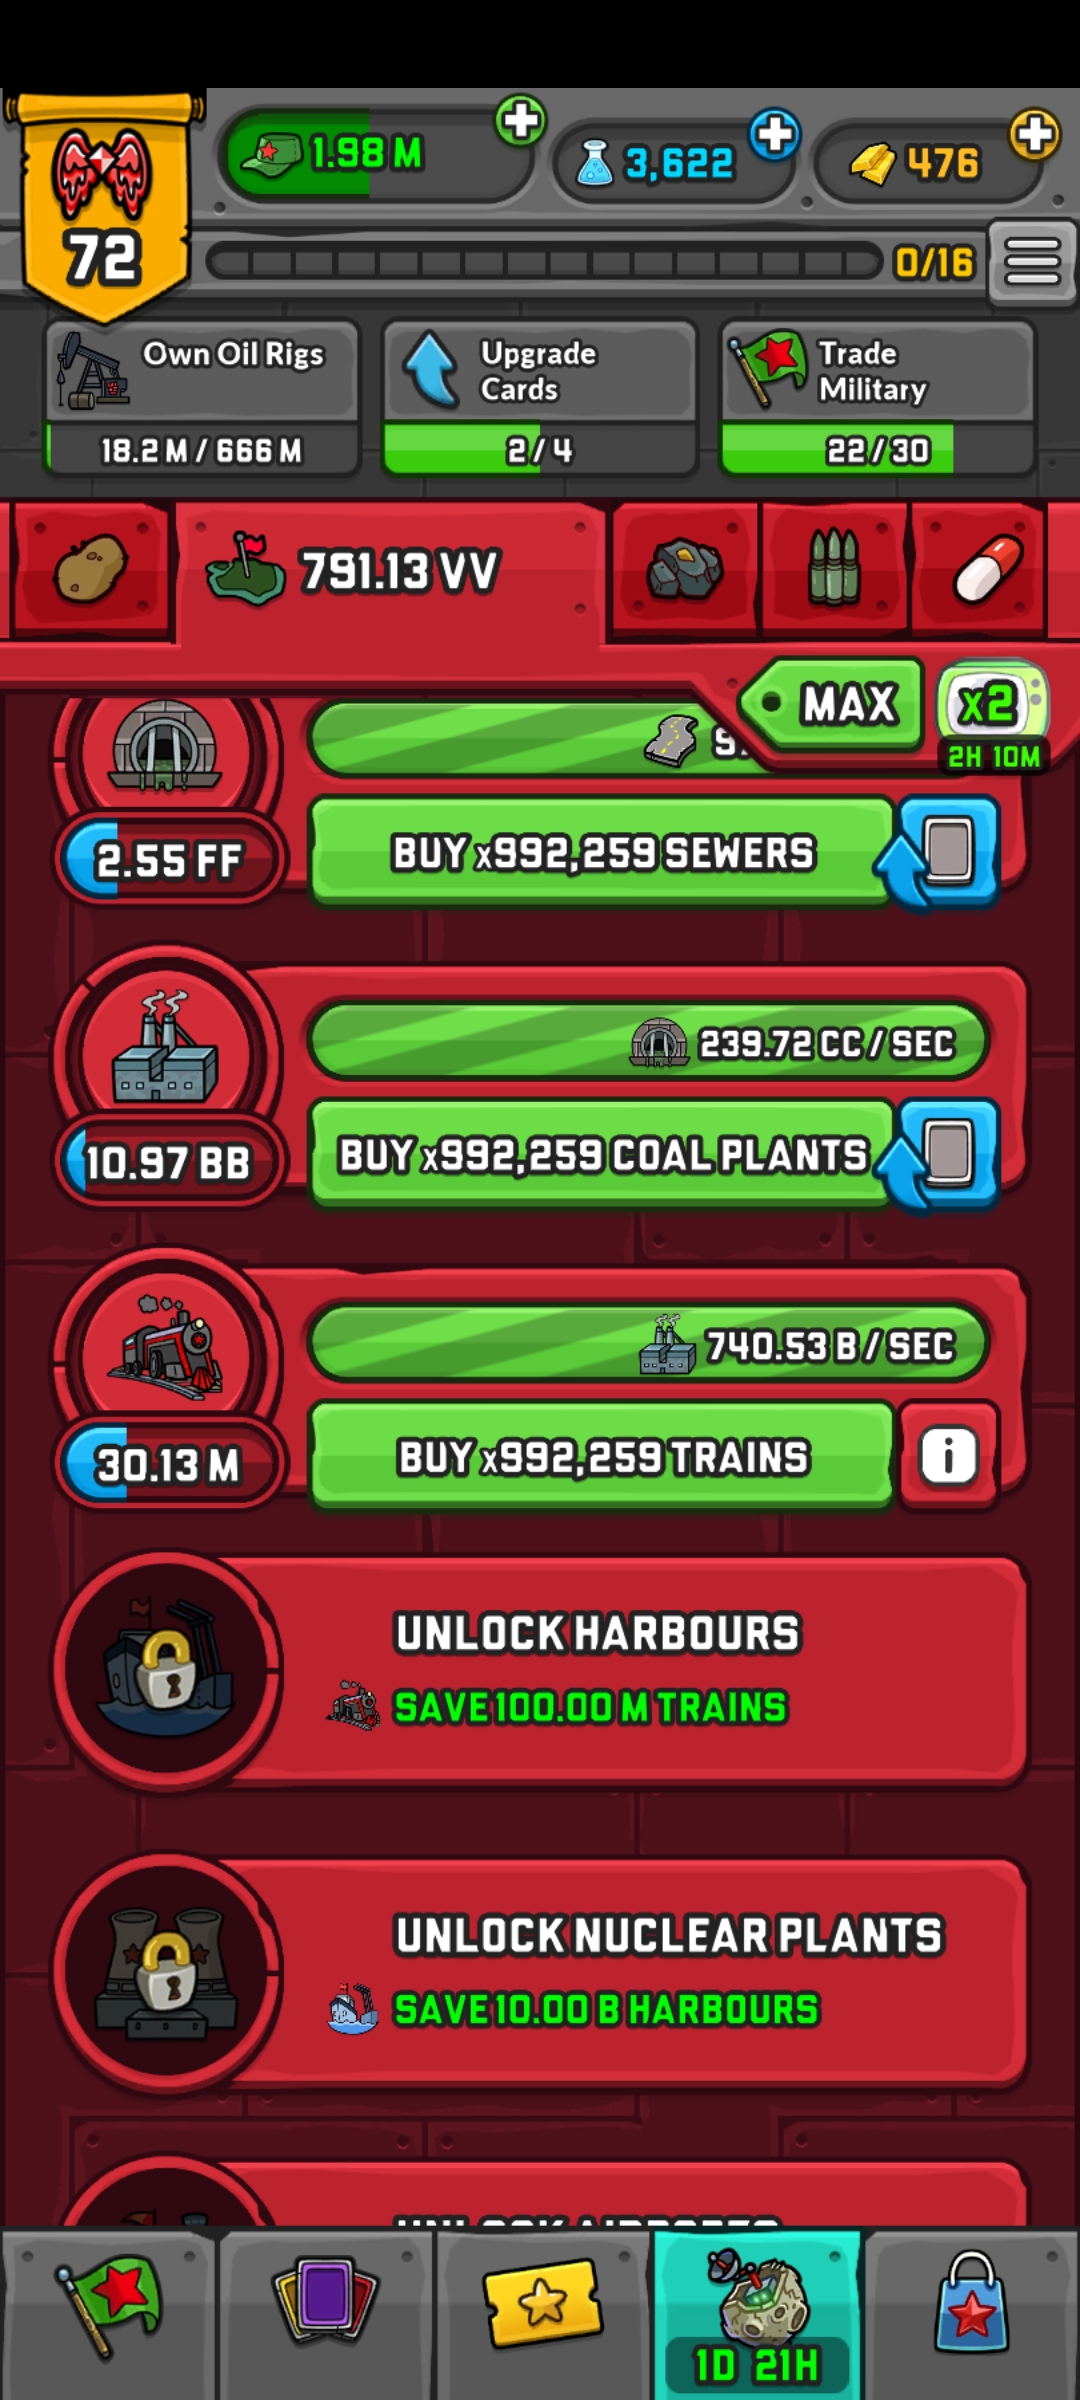 1.98 M
3,622
476
72
0/16
Own Oil Rigs
18.2 M / 666 M
Upgrade
Cards
2/4
Trade
Military
22/30
791.13 VV
MAX
x2
2H 10M
2.55 FF
BUY x992,259 SEWERS
239.72 CC / SEC
10.97 BB
BUY x992,259 COAL PLANTS
740.53 B / SEC
30.13 M
BUY x992,259 TRAINS
i
UNLOCK HARBOURS
SAVE 100.00 M TRAINS
UNLOCK NUCLEAR PLANTS
SAVE 10.00 B HARBOURS
1D 21H